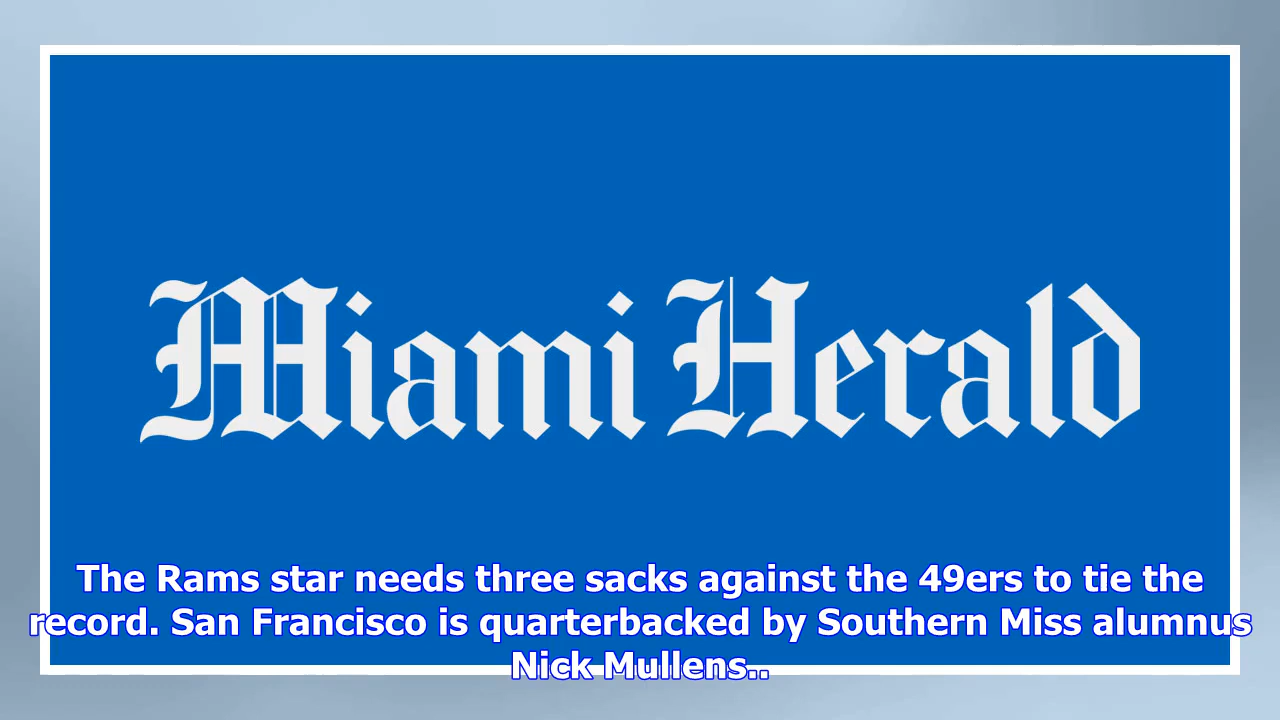 Miami Herald
The Rams star needs three sacks against the 49ers to tie the
record. San Francisco is quarterbacked by Southern Miss alumnus
Nick Mullens..